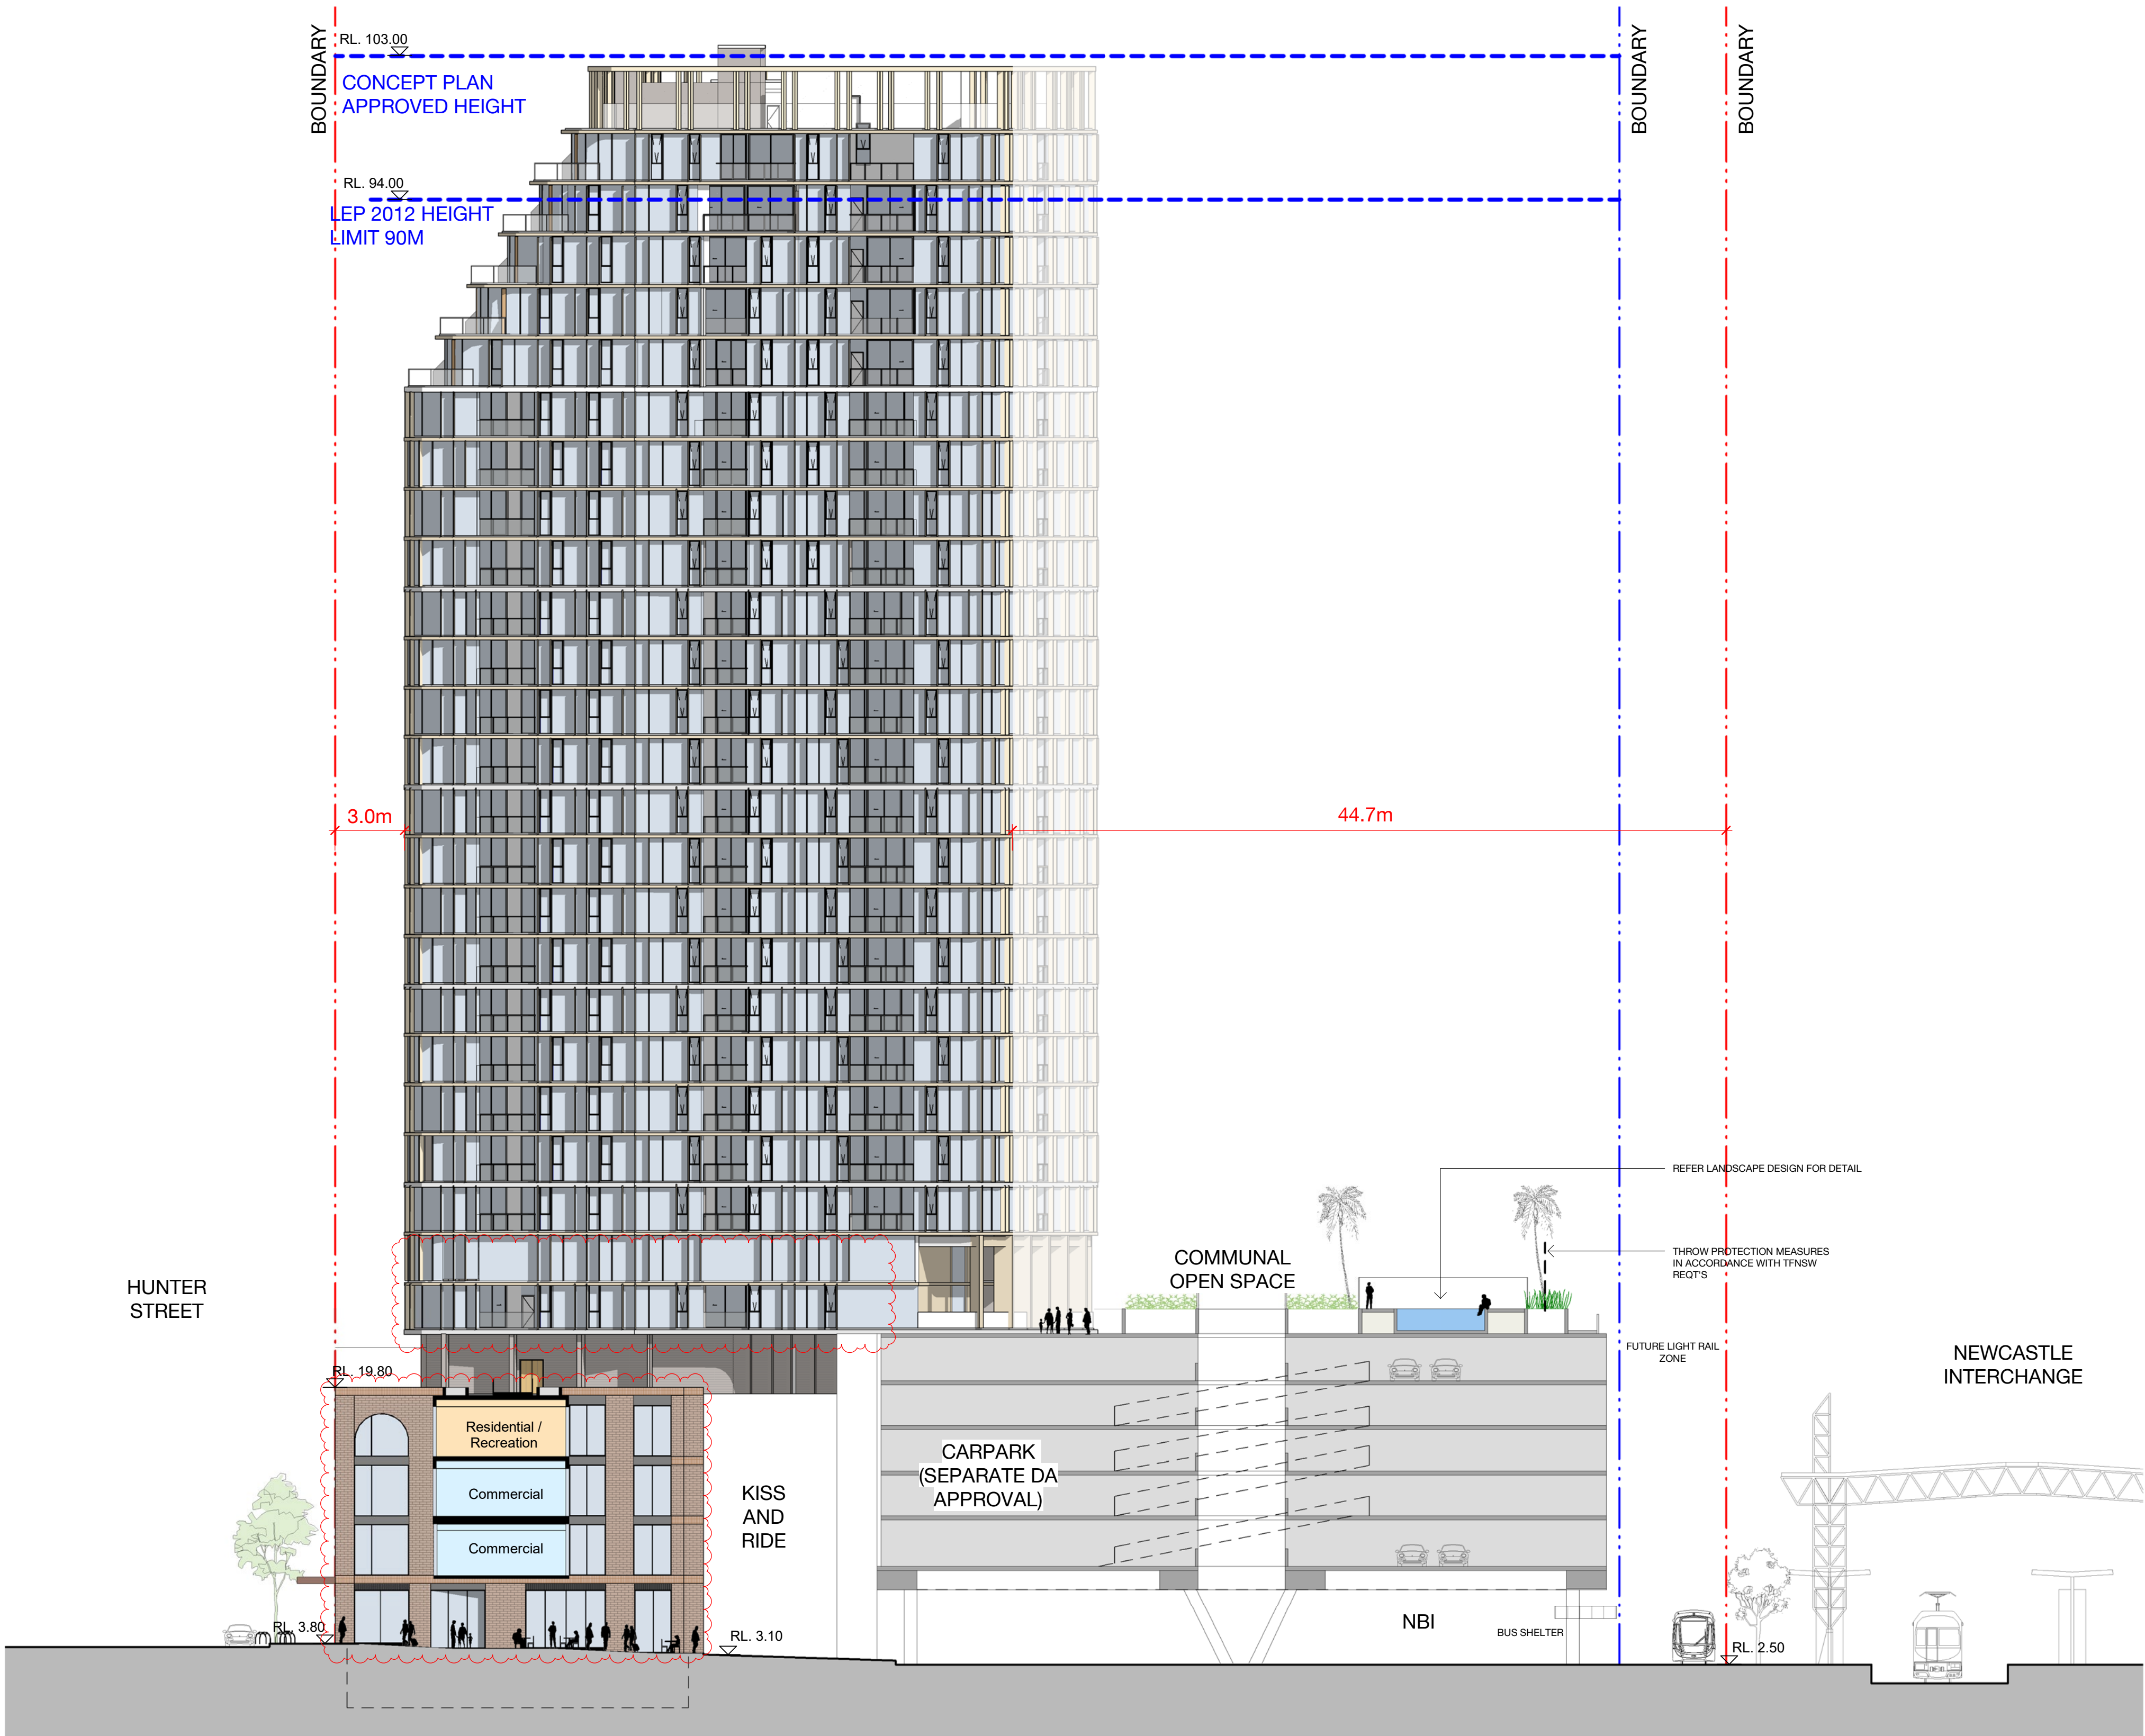 BOUNDARY
RL. 103.00
CONCEPT PLAN
APPROVED HEIGHT
BOUNDARY
BOUNDARY
RL. 94.00
LEP 2012 HEIGHT
LIMIT 90M
3.0m
44.7m
REFER LANDSCAPE DESIGN FOR DETAIL
THROW PROTECTION MEASURES
IN ACCORDANCE WITH TFNSW
REQT'S
COMMUNAL
OPEN SPACE
HUNTER
STREET
FUTURE LIGHT RAIL
ZONE
NEWCASTLE
INTERCHANGE
RL. 19.80
Residential /
Recreation
Commercial
Commercial
KISS
AND
RIDE
CARPARK
(SEPARATE DA
APPROVAL)
NBI
BUS SHELTER
RL. 3.80
RL. 3.10
RL. 2.50